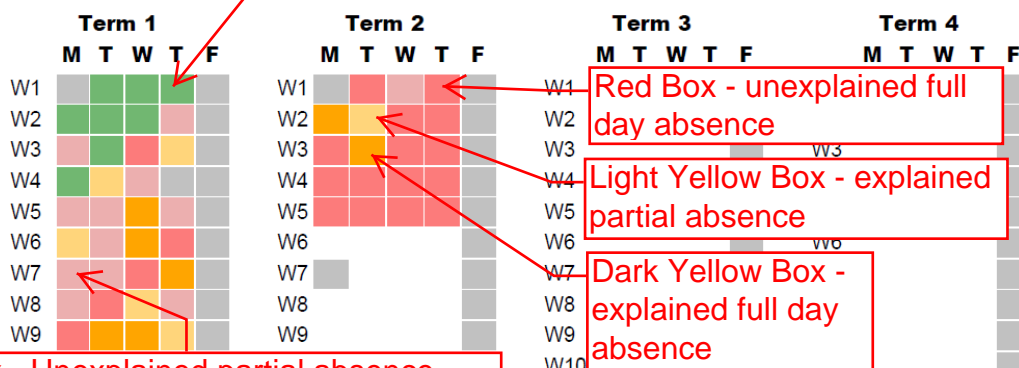 Term 1 Term 2 Term 3 Term 4
M T W T F M T W T F M T W T F M T W T F
W1 W1 W1 Red Box - unexplained full
W2 W2 W2 day absence
W3 W3 W3 W3
W4 W4 W4 Light Yellow Box - explained
W5 W5 W5 partial absence
W6 W6 W6 W6
W7 W7 W7 Dark Yellow Box -
W8 W8 W8 explained full day
W9 W9 W9 absence
W10
Unexplained partial absence